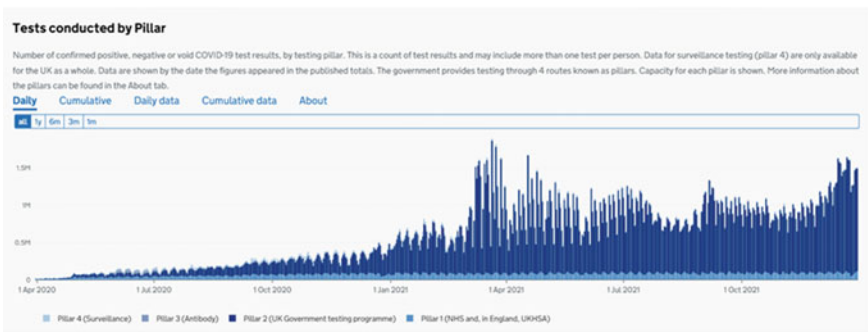 Tests conducted by Pillar
Number of confirmed positive, negative or void COVID-19 test results, by testing pillar. This is a count of test results and may include more than one test per person. Data for surveillance testing (pillar 4) are only available
for the UK as a whole. Data are shown by the date the figures appeared in the published totals. The government provides testing through 4 routes known as pillars. Capacity for each pillar is shown. More information about
the pillars can be found in the About tab.
Daily Cumulative Daily data Cumulative data About
all 1y 6m 3m 1m
1.5M
1M
0.5M
0
1 Apr 2020 1 Jul 2020 1 Oct 2020 1 Jan 2021 1 Apr 2021 1 Jul 2021 1 Oct 2021
Pillar 4 (Surveillance) Pillar 3 (Antibody) Pillar 2 (UK Government testing programme) Pillar 1 (NHS and, in England, UKHSA)